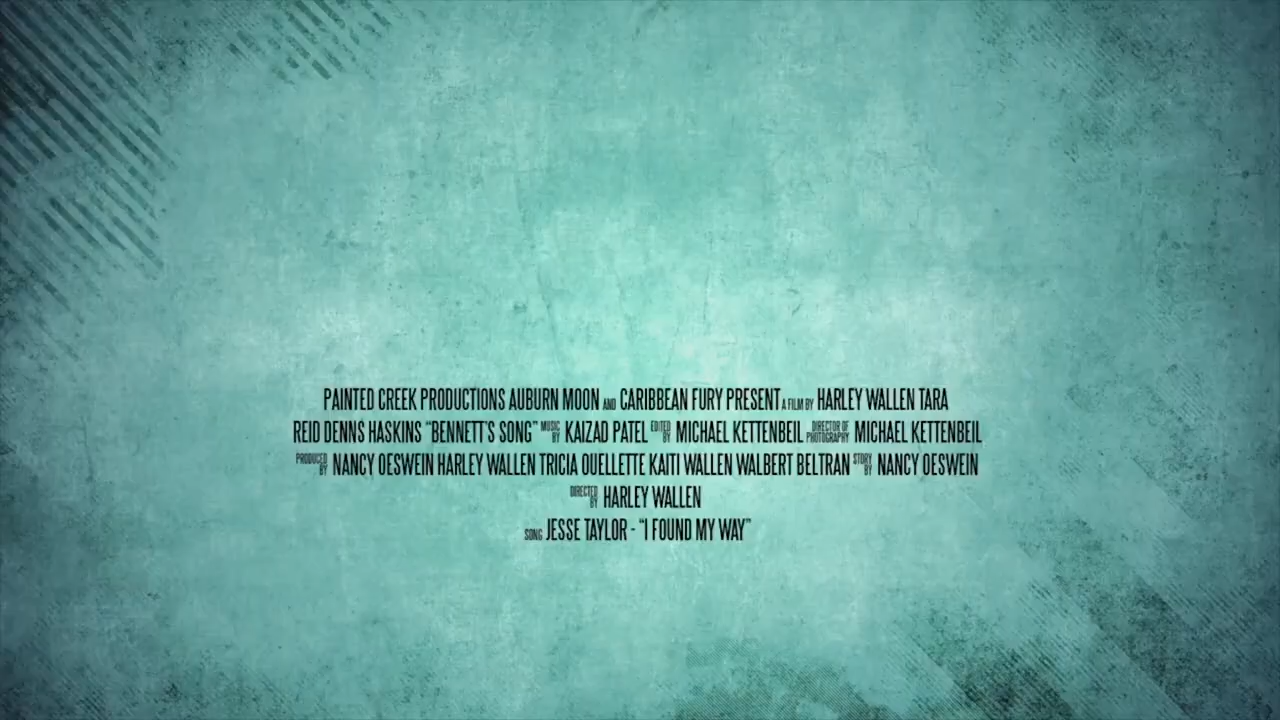 PAINTED CREEK PRODUCTIONS AUBURN MOON AND CARIBBEAN FURY PRESENT A FILM BY HARLEY WALLEN TARA
REID DENNS HASKINS “BENNETT’S SONG” MUSIC BY KAIZAD PATEL EDITED BY MICHAEL KETTENBEIL DIRECTOR OF PHOTOGRAPHY MICHAEL KETTENBEIL
PRODUCED BY NANCY OESWEIN HARLEY WALLEN TRICIA OUELLETTE KAITI WALLEN WALBERT BELTRAN STORY BY NANCY OESWEIN
DIRECTED BY HARLEY WALLEN
SONG JESSE TAYLOR - “I FOUND MY WAY”